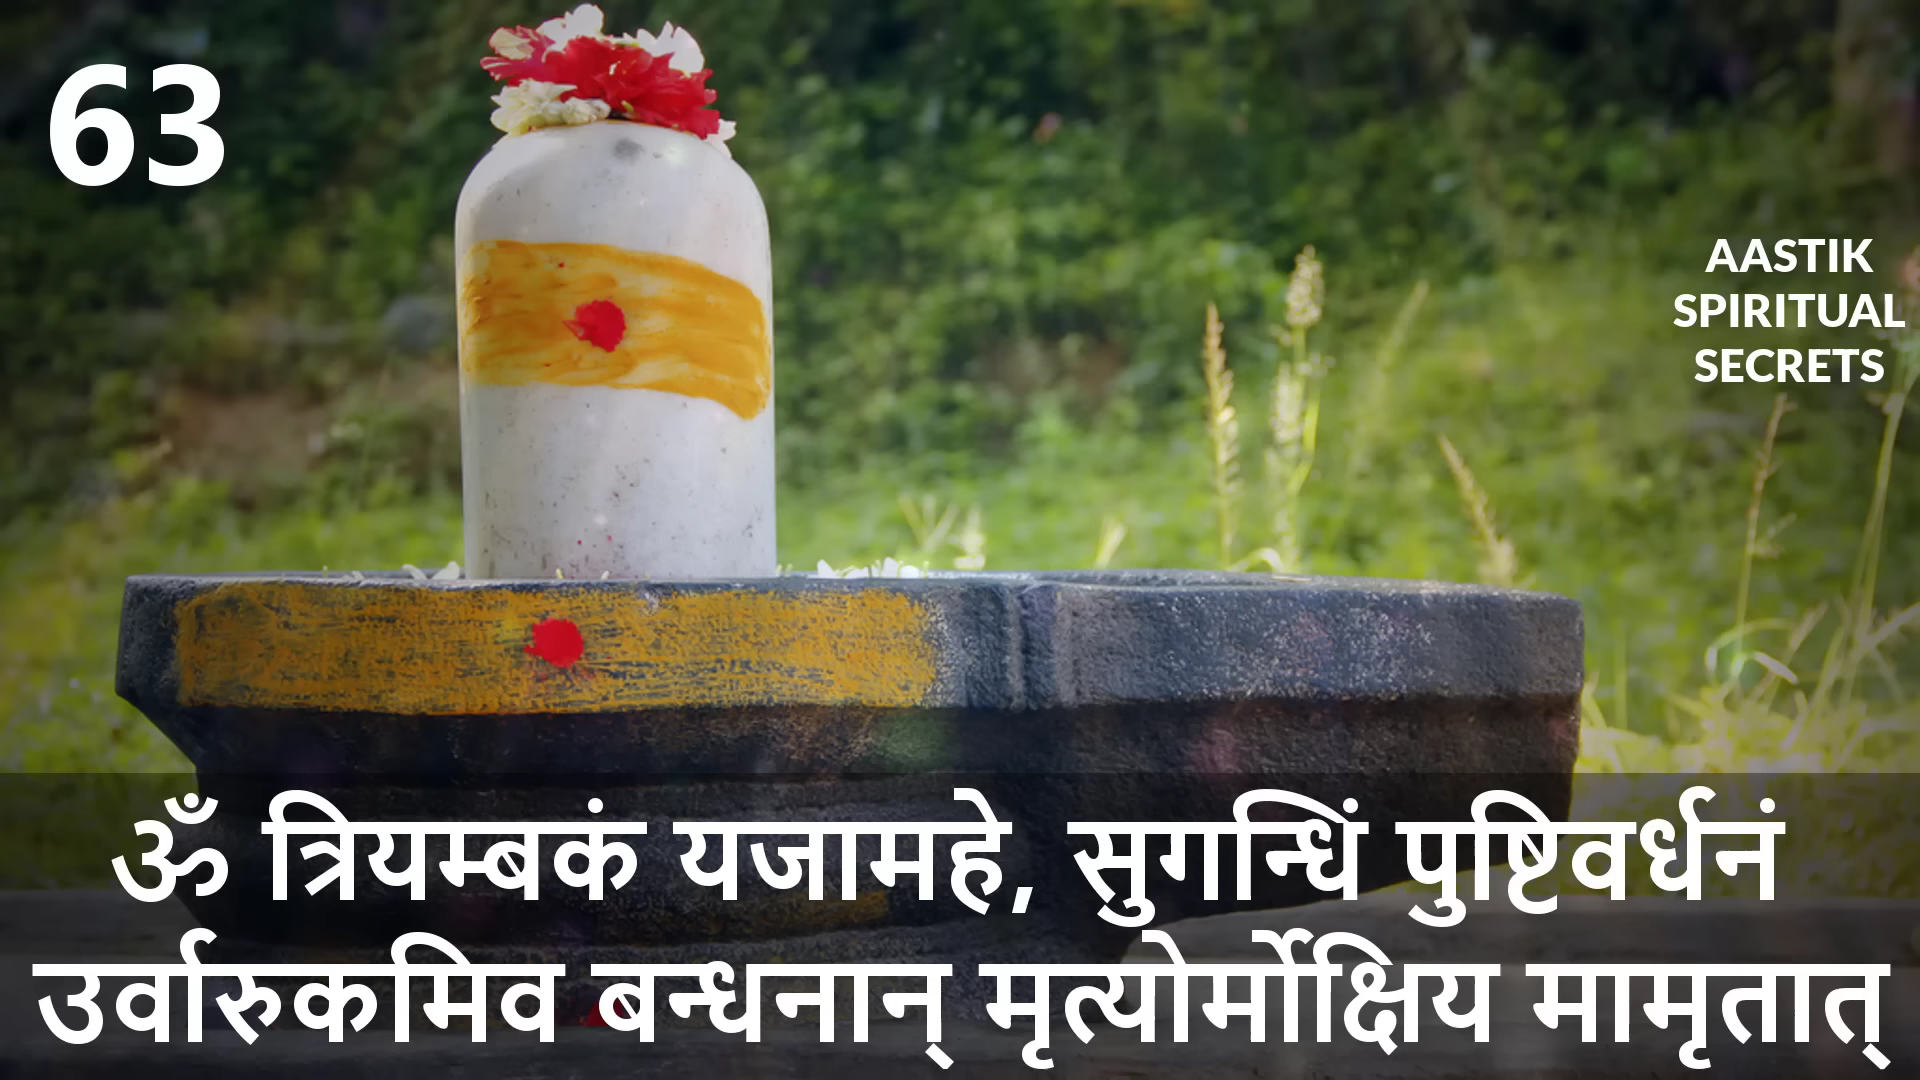 63
AASTIK
SPIRITUAL
SECRETS
ॐ त्रियम्बकं यजामहे, सुगन्धिं पुष्टिवर्धनं
उर्वारुकमिव बन्धनान् मृत्योर्मोक्षिय मामृतात्